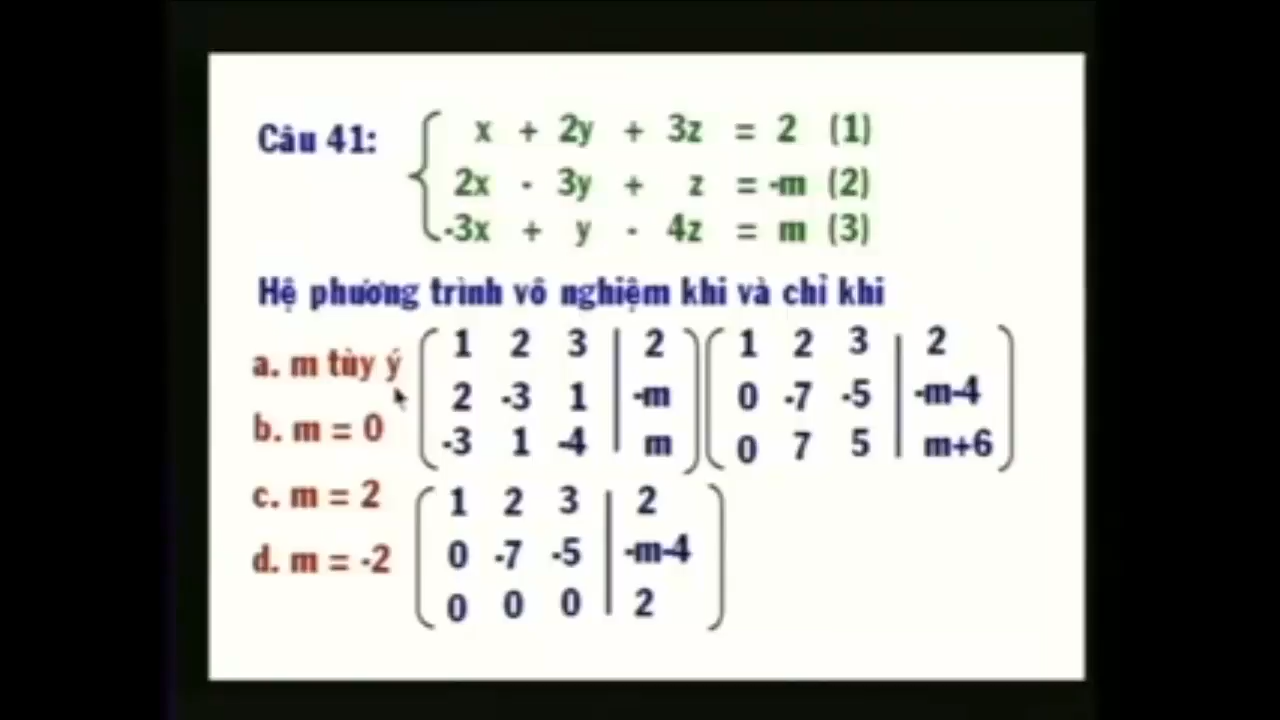 Câu 41:
x + 2y + 3z = 2 (1)
2x - 3y + z = -m (2)
-3x + y - 4z = m (3)
Hệ phương trình vô nghiệm khi và chỉ khi
a. m tùy ý
b. m = 0
c. m = 2
d. m = -2
1 2 3 | 2
2 -3 1 | -m
-3 1 -4 | m
1 2 3 | 2
0 -7 -5 | -m-4
0 7 5 | m+6
1 2 3 | 2
0 -7 -5 | -m-4
0 0 0 | 2